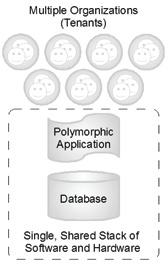 Multiple Organizations
(Tenants)
Polymorphic
Application
Database
Single, Shared Stack of
Software and Hardware